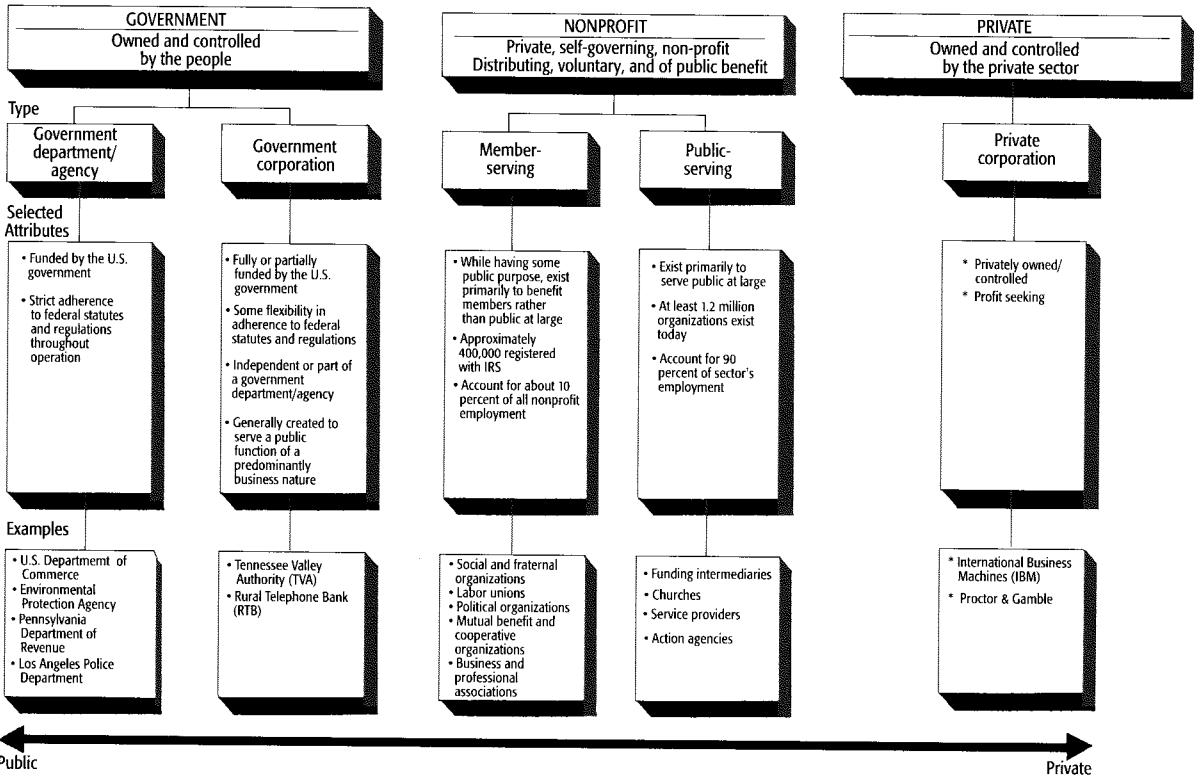 GOVERNMENT
Owned and controlled
by the people
NONPROFIT
Private, self-governing, non-profit
Distributing, voluntary, and of public benefit
PRIVATE
Owned and controlled
by the private sector
Type
Government
department/
agency
Government
corporation
Member-
serving
Public-
serving
Private
corporation
Selected
Attributes
• Funded by the U.S.
government
• Strict adherence
to federal statutes
and regulations
throughout
operation
• Fully or partially
funded by the U.S.
government
• Some flexibility in
adherence to federal
statutes and regulations
• Independent or part of
a government
department/agency
• Generally created to
serve a public
function of a
predominantly
business nature
• While having some
public purpose, exist
primarily to benefit
members rather
than public at large
• Approximately
400,000 registered
with IRS
• Account for about 10
percent of all nonprofit
employment
• Exist primarily to
serve public at large
• At least 1.2 million
organizations exist
today
• Account for 90
percent of sector's
employment
* Privately owned/
controlled
* Profit seeking
Examples
• U.S. Departmemt of
Commerce
• Environmental
Protection Agency
• Pennsylvania
Department of
Revenue
• Los Angeles Police
Department
• Tennessee Valley
Authority (TVA)
• Rural Telephone Bank
(RTB)
• Social and fraternal
organizations
• Labor unions
• Political organizations
• Mutual benefit and
cooperative
organizations
• Business and
professional
associations
• Funding intermediaries
• Churches
• Service providers
• Action agencies
* International Business
Machines (IBM)
* Proctor & Gamble
Public
Private